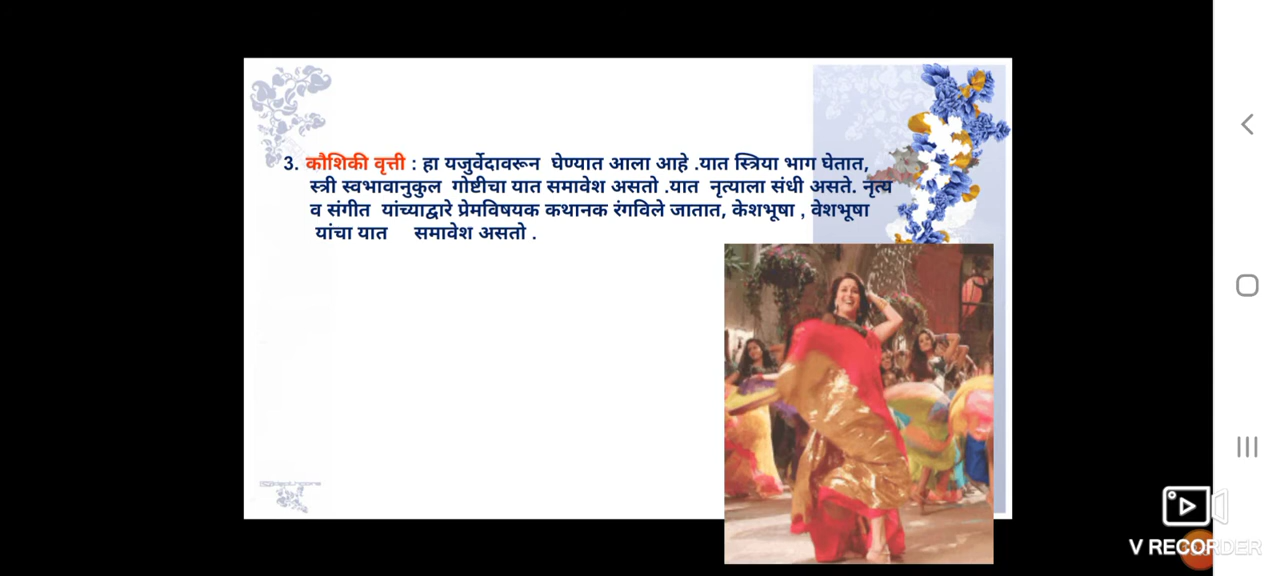 3. कौशिकी वृत्ती : हा यजुर्वेदावरून घेण्यात आला आहे .यात स्त्रिया भाग घेतात,
स्त्री स्वभावानुकुल गोष्टीचा यात समावेश असतो .यात नृत्याला संधी असते. नृत्य
व संगीत यांच्याद्वारे प्रेमविषयक कथानक रंगविले जातात, केशभूषा , वेशभूषा
यांचा यात समावेश असतो .
V RECORDER